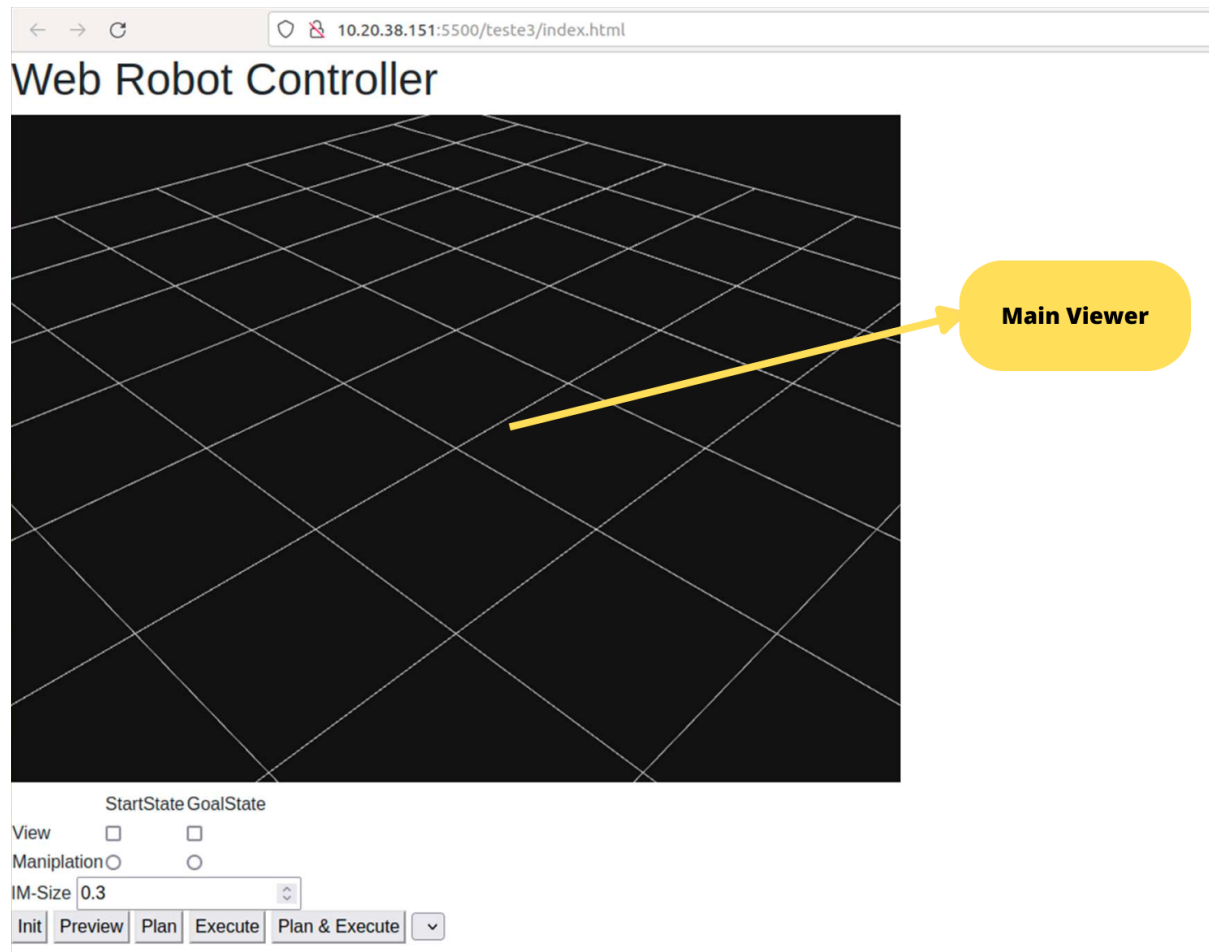 10.20.38.151:5500/teste3/index.html
Web Robot Controller
Main Viewer
StartState GoalState
View
Maniplation
IM-Size 0.3
Init Preview Plan Execute Plan & Execute